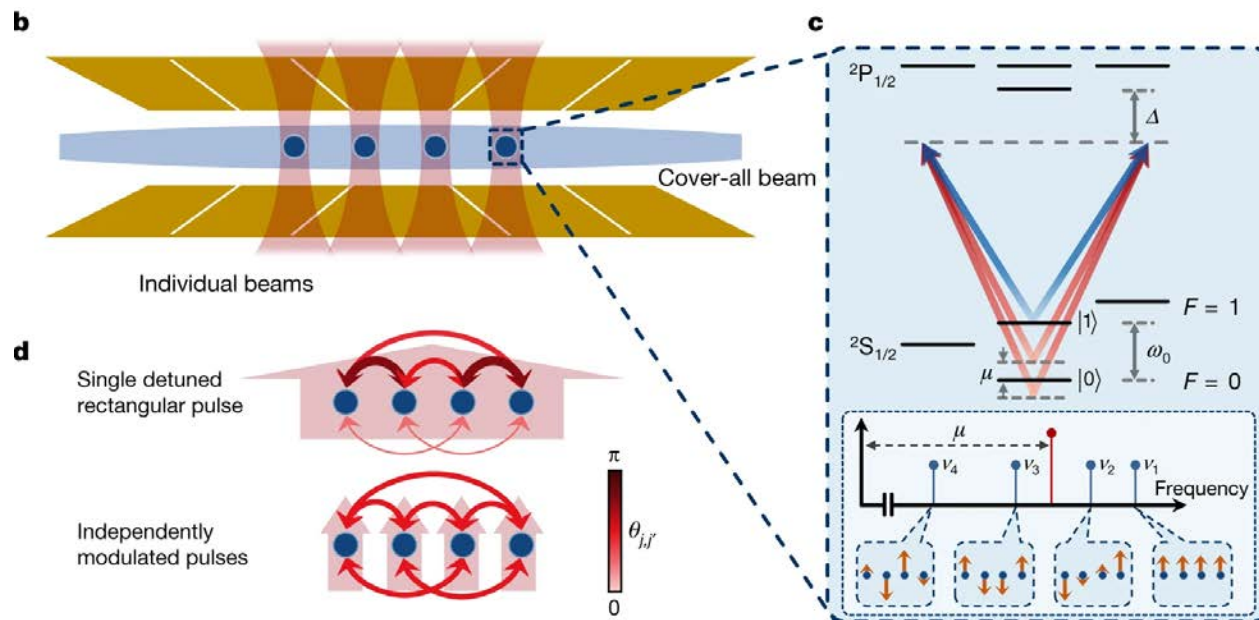 b
Cover-all beam
Individual beams
c
²P₁/₂
Δ
|1⟩
F = 1
²S₁/₂
ω₀
μ
|0⟩
F = 0
μ
ν₄
ν₃
ν₂
ν₁
Frequency
d
Single detuned
rectangular pulse
Independently
modulated pulses
π
θⱼ,ⱼ′
0